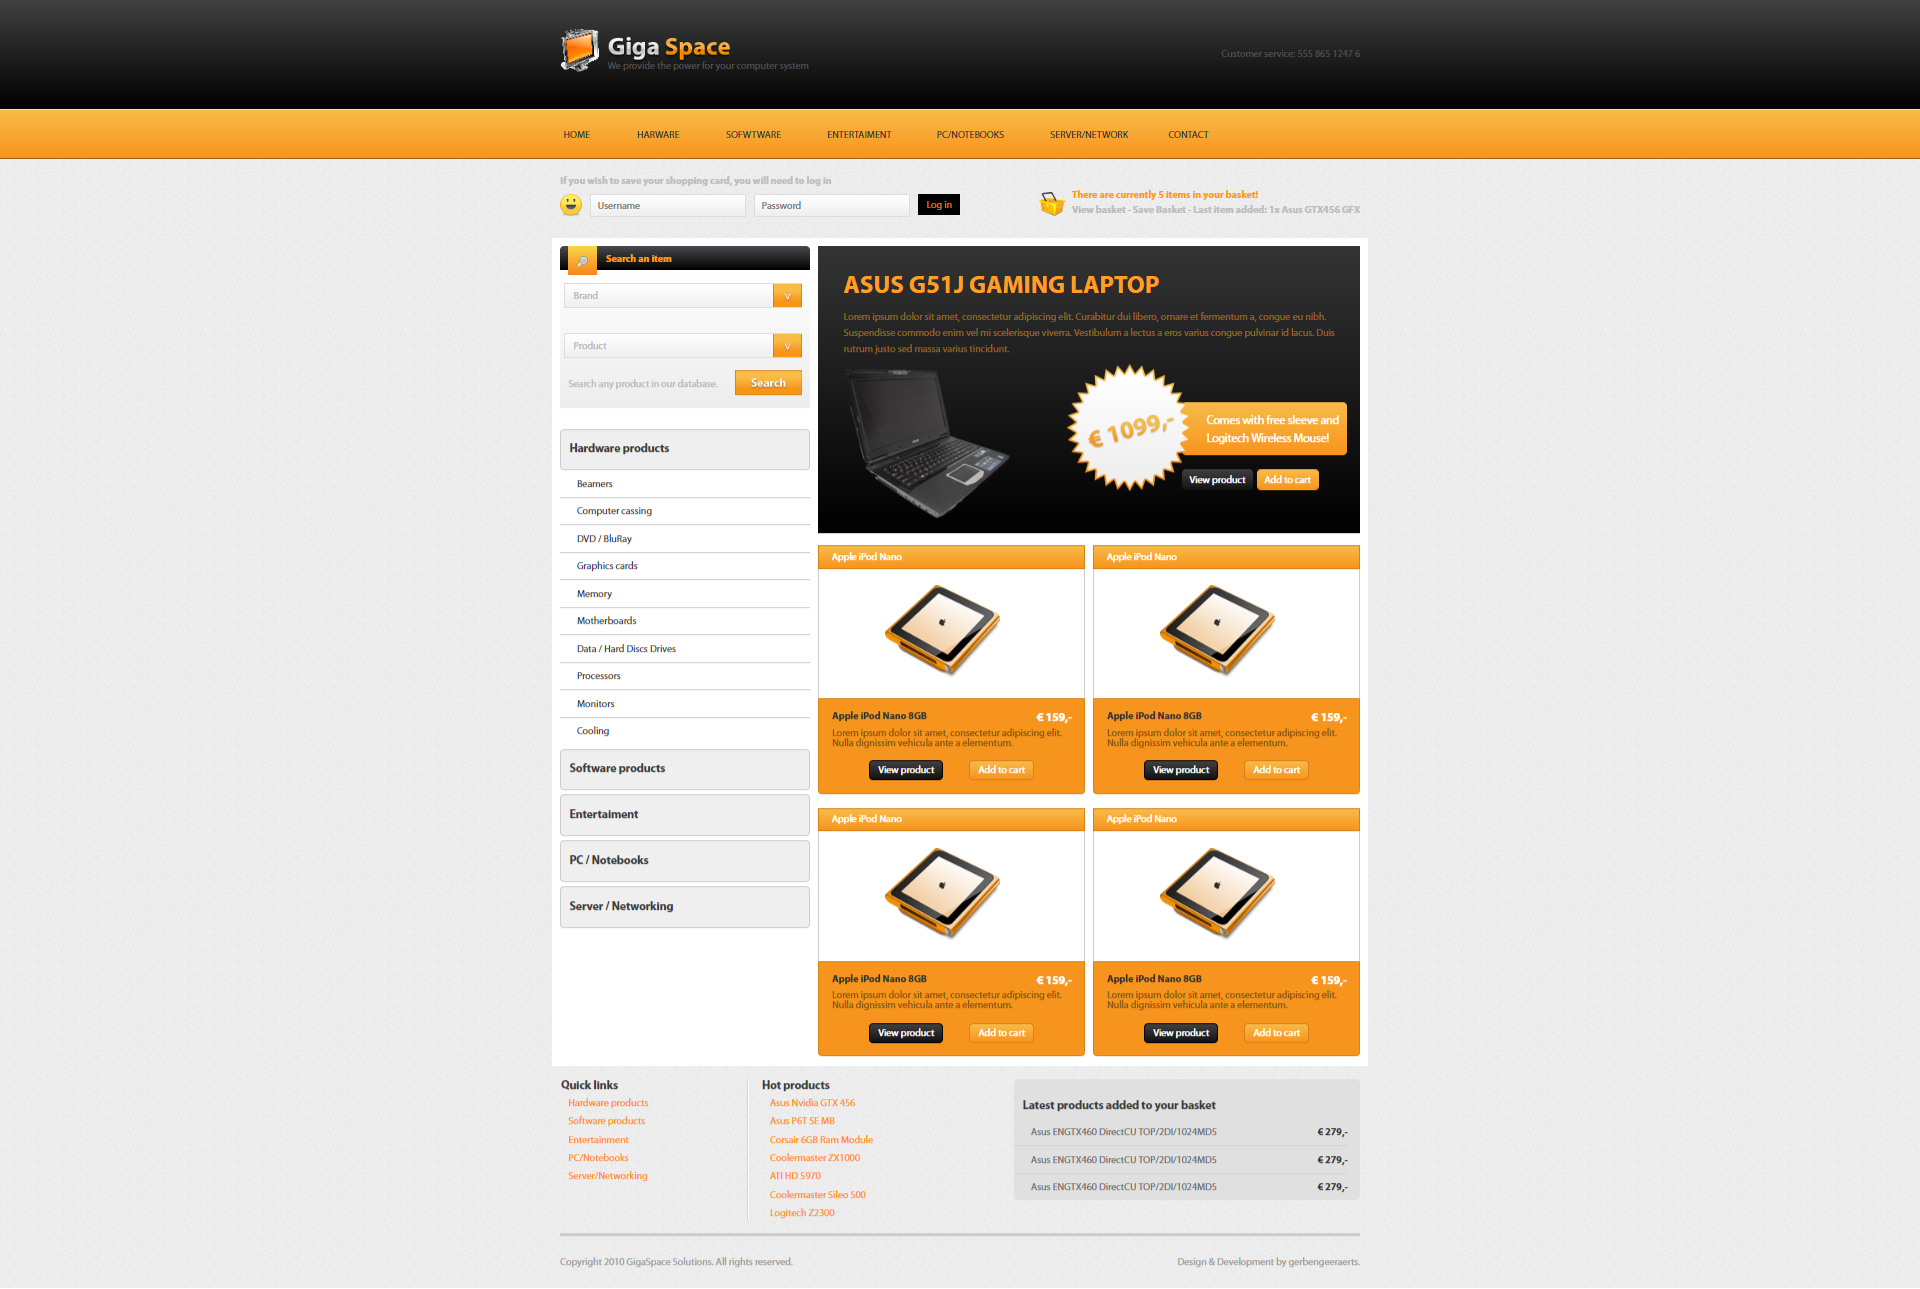 Giga Space
We provide the power for your computer system
Customer service: 555 865 1247 6
HOME HARWARE SOFWTWARE ENTERTAIMENT PC/NOTEBOOKS SERVER/NETWORK CONTACT
If you wish to save your shopping card, you will need to log in
Username Password Log in
There are currently 5 items in your basket!
View basket - Save Basket - Last item added: 1x Asus GTX456 GFX
Search an item
Brand V
Product V
Search any product in our database. Search
Hardware products
Beamers
Computer cassing
DVD / BluRay
Graphics cards
Memory
Motherboards
Data / Hard Discs Drives
Processors
Monitors
Cooling
Software products
Entertaiment
PC / Notebooks
Server / Networking
ASUS G51J GAMING LAPTOP
Lorem ipsum dolor sit amet, consectetur adipiscing elit. Curabitur dui libero, ornare et fermentum a, congue eu nibh.
Suspendisse commodo enim vel mi scelerisque viverra. Vestibulum a lectus a eros varius congue pulvinar id lacus. Duis
rutrum justo sed massa varius tincidunt.
€ 1099,-
Comes with free sleeve and
Logitech Wireless Mouse!
View product Add to cart
Apple iPod Nano
Apple iPod Nano 8GB € 159,-
Lorem ipsum dolor sit amet, consectetur adipiscing elit.
Nulla dignissim vehicula ante a elementum.
View product Add to cart
Apple iPod Nano
Apple iPod Nano 8GB € 159,-
Lorem ipsum dolor sit amet, consectetur adipiscing elit.
Nulla dignissim vehicula ante a elementum.
View product Add to cart
Apple iPod Nano
Apple iPod Nano 8GB € 159,-
Lorem ipsum dolor sit amet, consectetur adipiscing elit.
Nulla dignissim vehicula ante a elementum.
View product Add to cart
Apple iPod Nano
Apple iPod Nano 8GB € 159,-
Lorem ipsum dolor sit amet, consectetur adipiscing elit.
Nulla dignissim vehicula ante a elementum.
View product Add to cart
Quick links
Hardware products
Software products
Entertainment
PC/Notebooks
Server/Networking
Hot products
Asus Nvidia GTX 456
Asus P6T SE MB
Corsair 6GB Ram Module
Coolermaster ZX1000
ATI HD 5970
Coolermaster Sileo 500
Logitech Z2300
Latest products added to your basket
Asus ENGTX460 DirectCU TOP/2DI/1024MD5 € 279,-
Asus ENGTX460 DirectCU TOP/2DI/1024MD5 € 279,-
Asus ENGTX460 DirectCU TOP/2DI/1024MD5 € 279,-
Copyright 2010 GigaSpace Solutions. All rights reserved.
Design & Development by gerbengeeraerts.